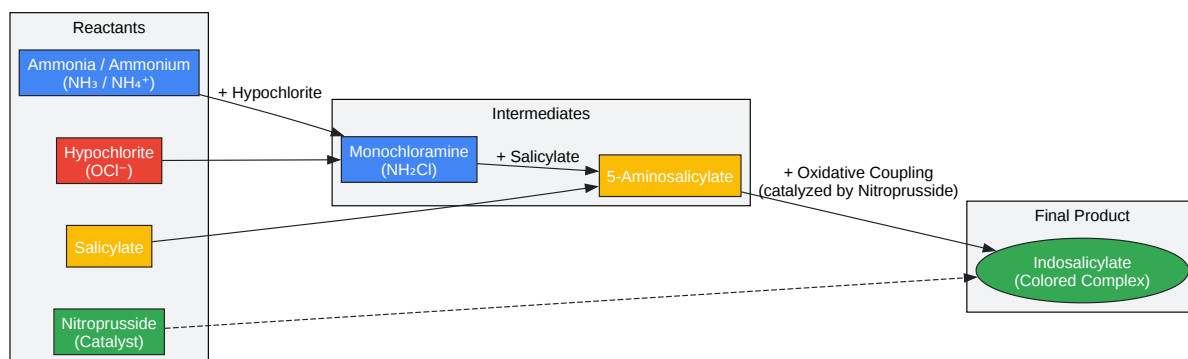 Reactants
Ammonia / Ammonium
(NH₃ / NH₄⁺)
+ Hypochlorite
Hypochlorite
(OCl⁻)
Salicylate
Nitroprusside
(Catalyst)
Intermediates
Monochloramine
(NH₂Cl)
+ Salicylate
5-Aminosalicylate
+ Oxidative Coupling
(catalyzed by Nitroprusside)
Final Product
Indosalicylate
(Colored Complex)